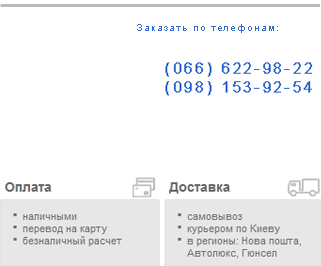 Заказать по телефонам:
(066) 622-98-22
(098) 153-92-54
Оплата
наличными
перевод на карту
безналичный расчет
Доставка
самовывоз
курьером по Киеву
в регионы: Нова пошта,
Автолюкс, Гюнсел